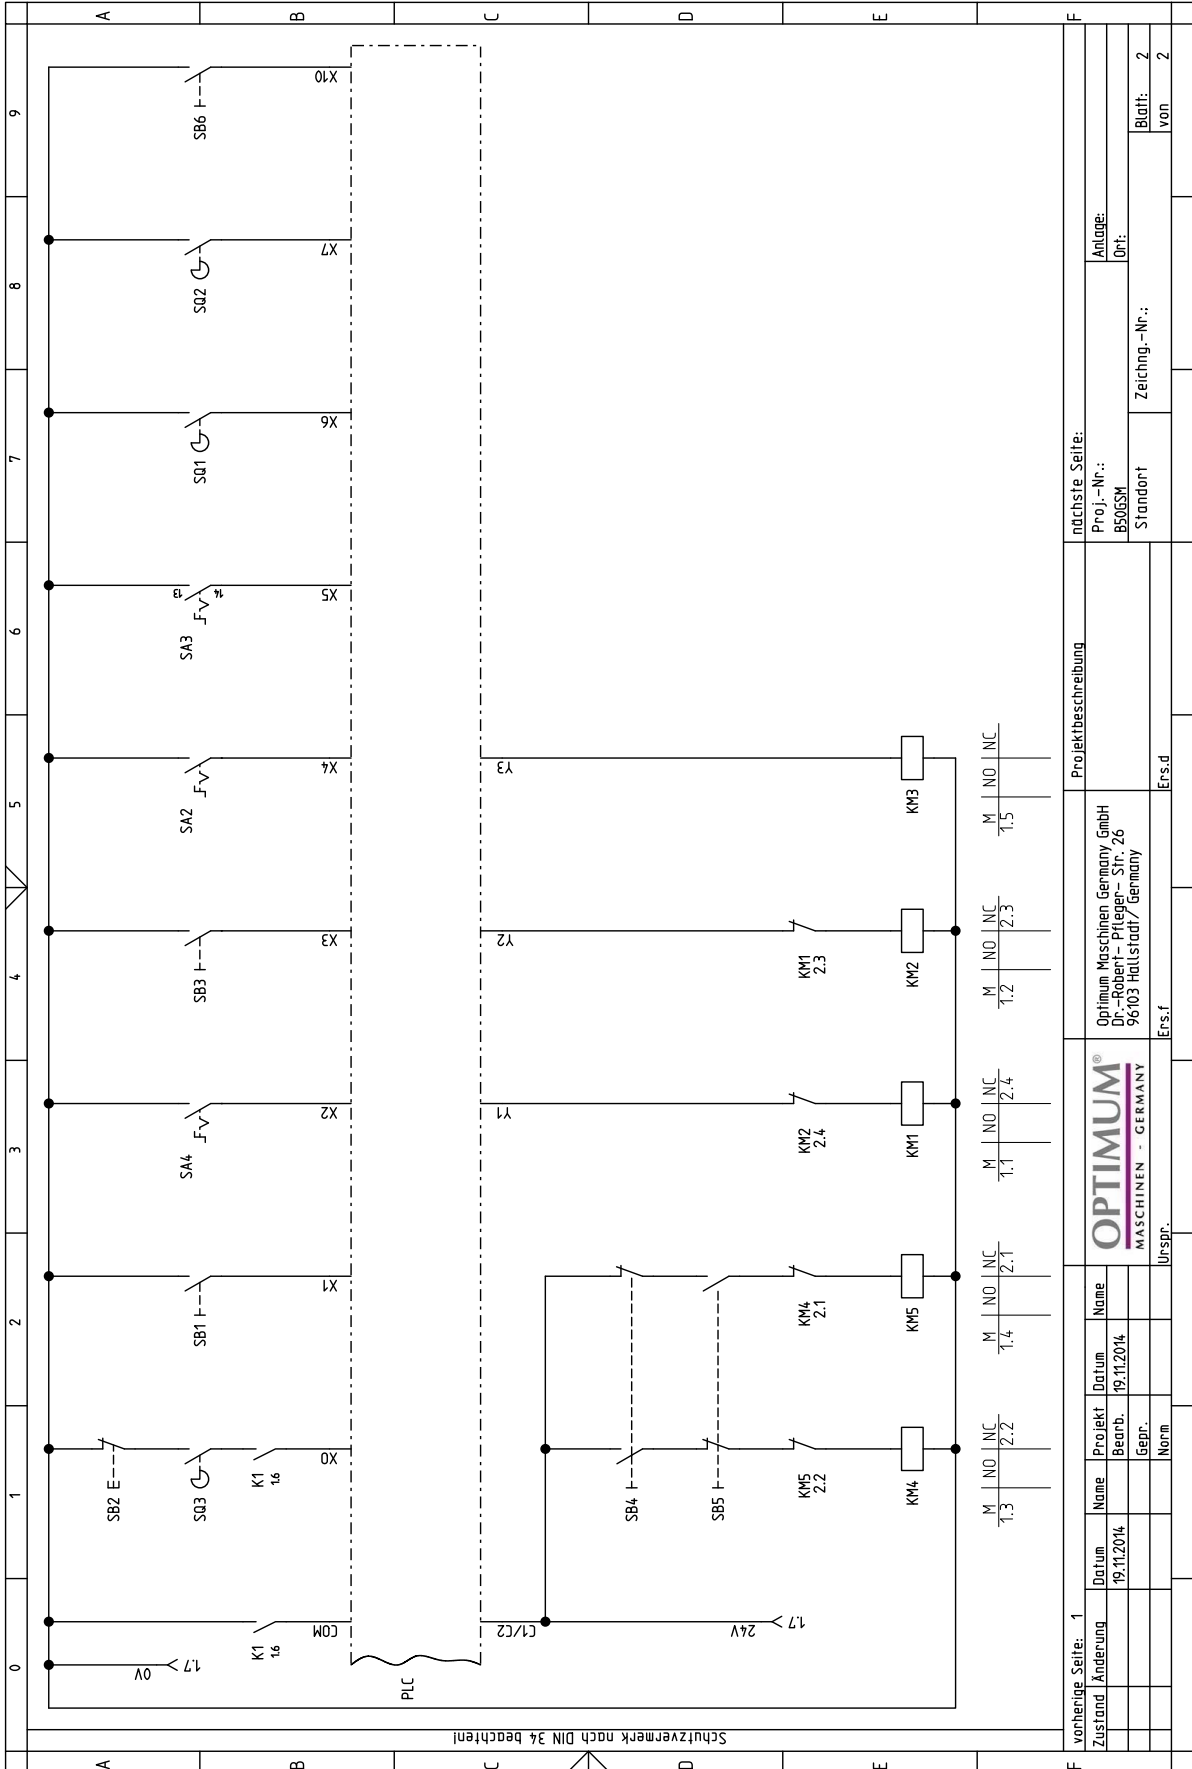 0 1 2 3 4 5 6 7 8 9
A
A
0V
1.7
SB2
SB6
SB1
SA4
SB3
SA2
SA3
13
14
SQ1
SQ2
SQ3
B
B
K1
1.6
K1
1.6
COM
X0
X1
X2
X3
X4
X5
X6
X7
X10
PLC
C
C
C1/C2
Y1
Y2
Y3
24V
1.7
D
D
SB4
SB5
KM5
2.2
KM4
2.1
KM2
2.4
KM1
2.3
E
E
KM4
KM5
KM1
KM2
KM3
M NO NC
1.3 2.2
M NO NC
1.4 2.1
M NO NC
1.1 2.4
M NO NC
1.2 2.3
M NO NC
1.5
Schutzvermerk nach DIN 34 beachten!
F
F
vorherige Seite: 1
Projektbeschreibung
nächste Seite:
Zustand Änderung Datum Name Projekt Datum Name
19.11.2014 Bearb. 19.11.2014
Gepr.
Norm
Urspr.
Ers.f
Ers.d
OPTIMUM®
MASCHINEN - GERMANY
Optimum Maschinen Germany GmbH
Dr.-Robert- Pfleger- Str. 26
96103 Hallstadt/ Germany
Proj.-Nr.:
B50GSM
Standort
Anlage:
Ort:
Zeichng.-Nr.:
Blatt: 2
von 2